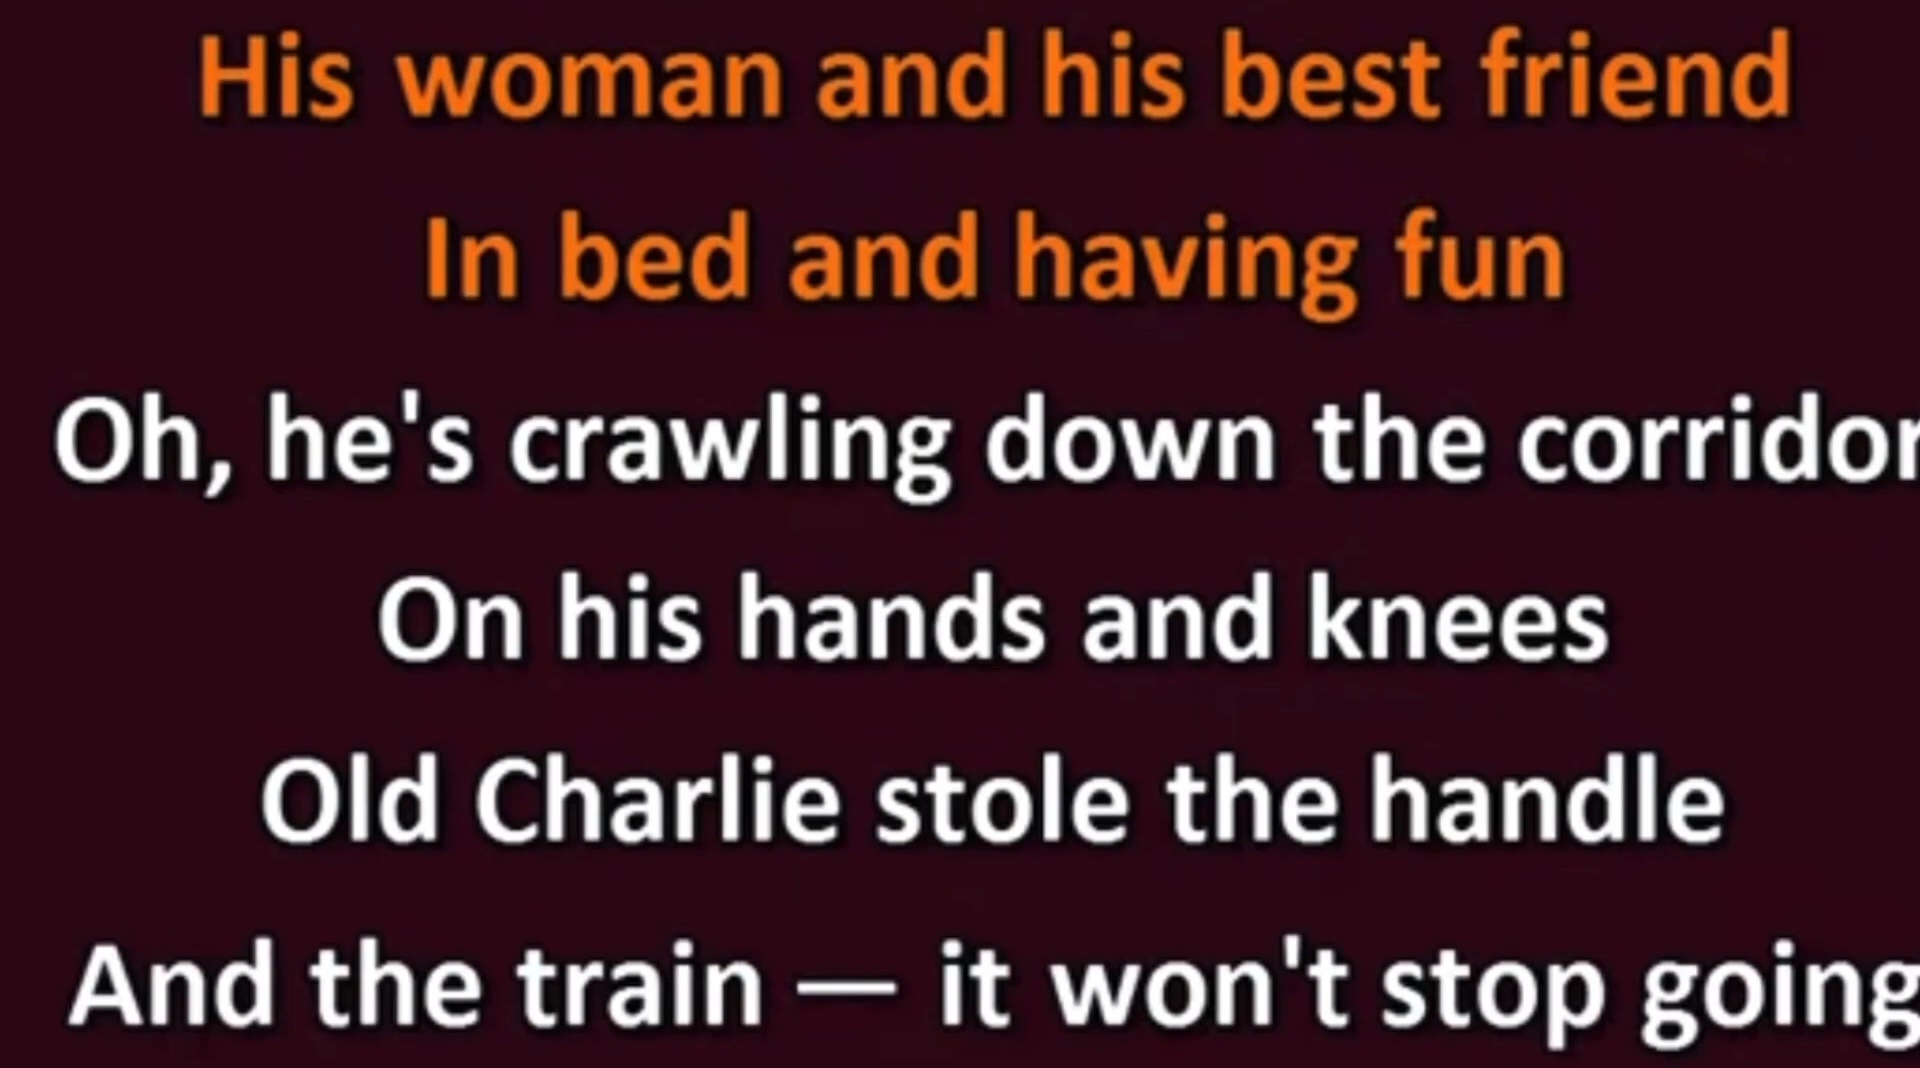 His woman and his best friend
In bed and having fun
Oh, he's crawling down the corridor
On his hands and knees
Old Charlie stole the handle
And the train — it won't stop going